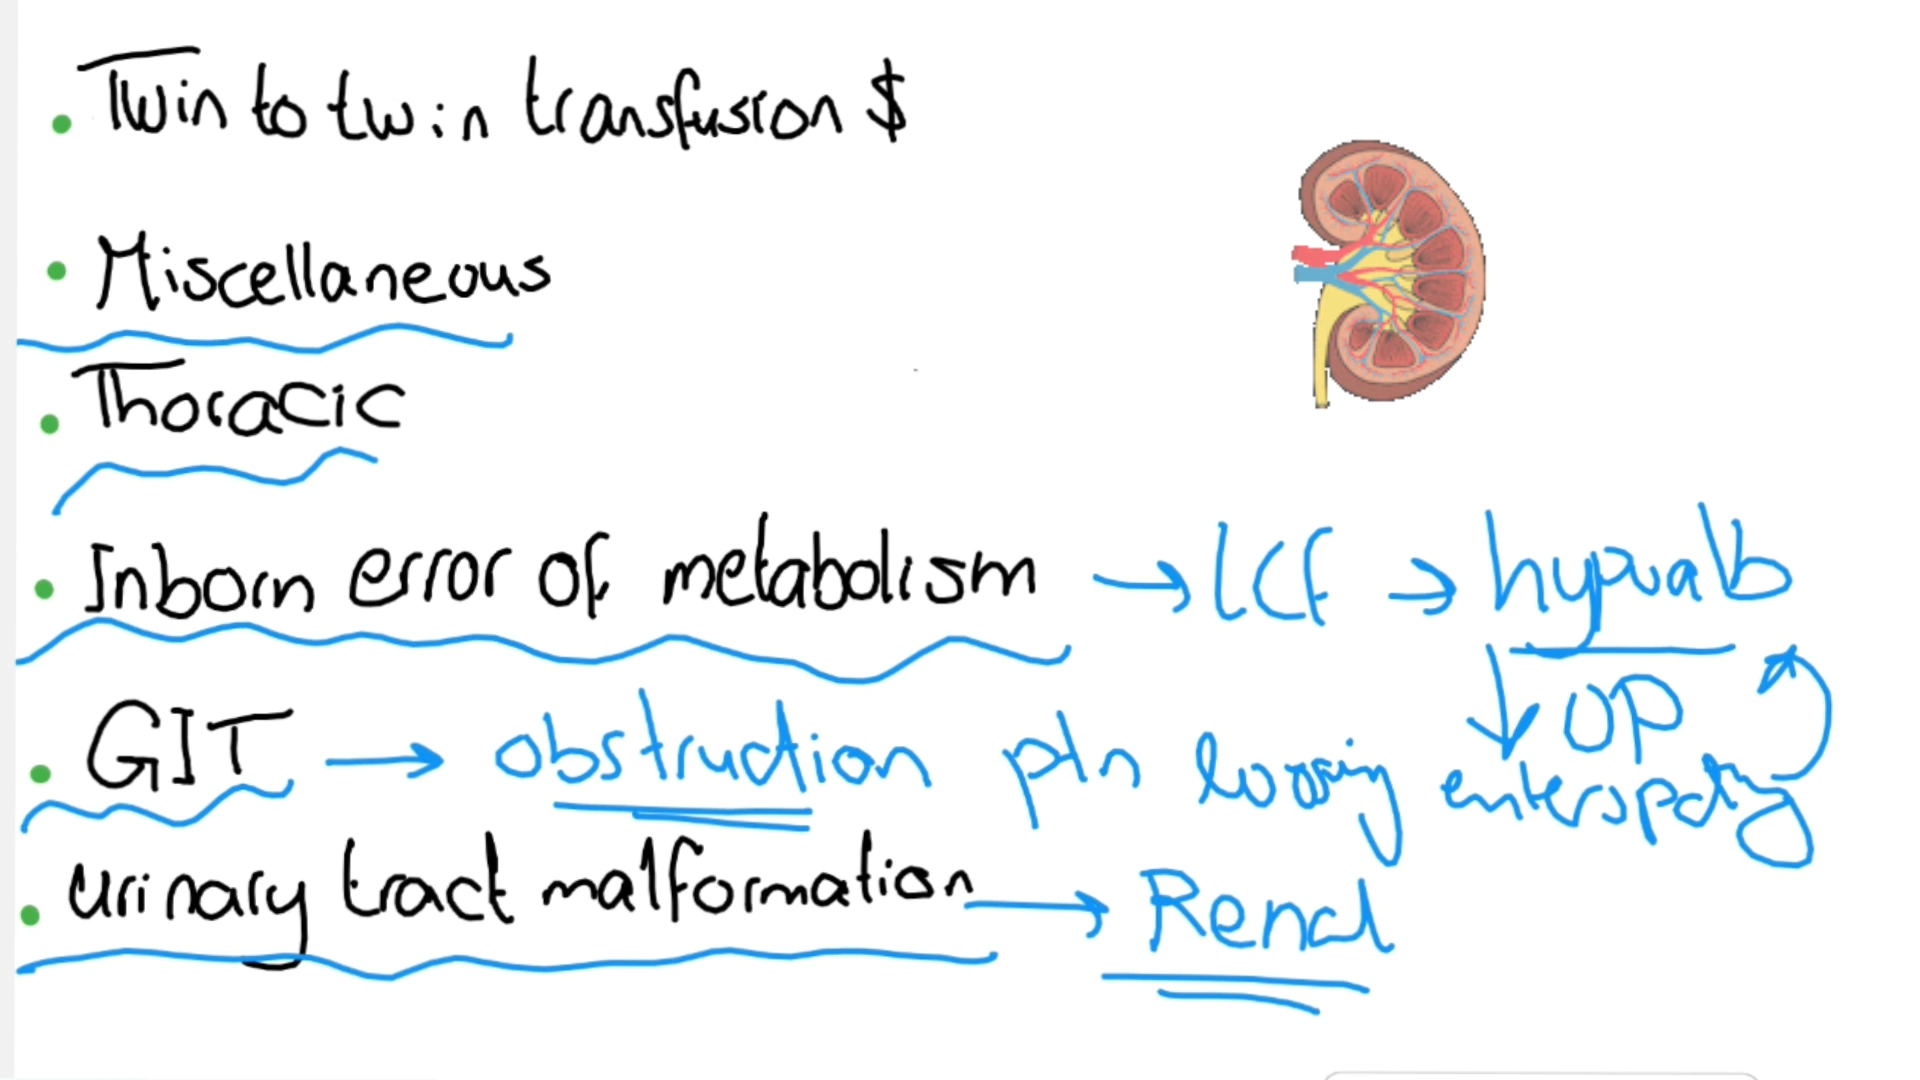 • Twin to twin transfusion $
• Miscellaneous
• Thoracic
• Inborn error of metabolism → LCF → hypoalb
↓ OP
• GIT → obstruction ptn loosing enteropathy
• urinary tract malformation → Renal